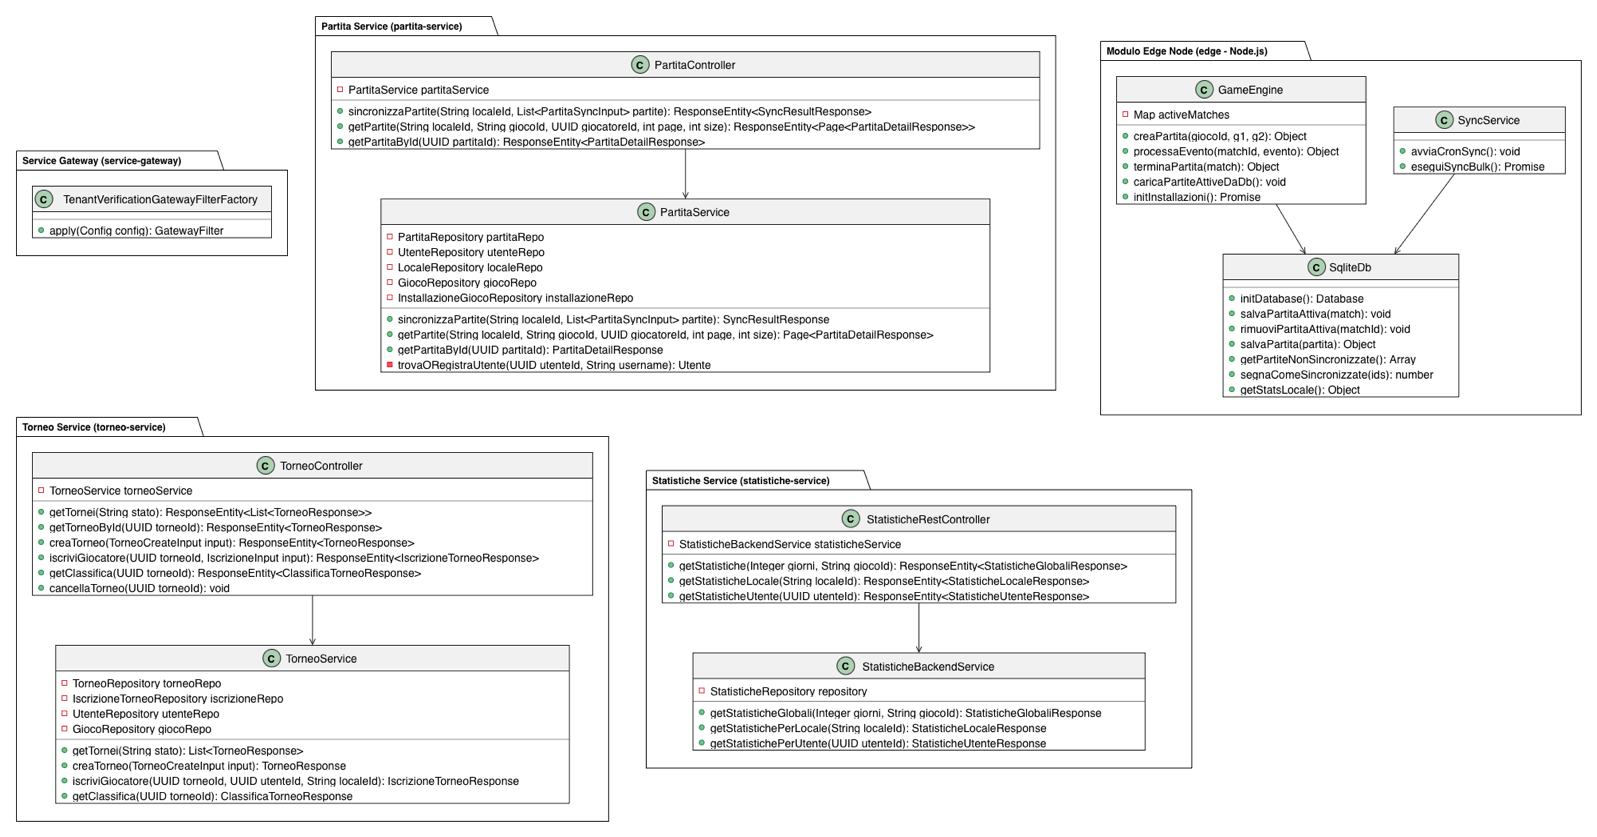 Partita Service (partita-service)
C PartitaController
PartitaService partitaService
sincronizzaPartite(String localeId, List<PartitaSyncInput> partite): ResponseEntity<SyncResultResponse>
getPartite(String localeId, String giocoId, UUID giocatoreId, int page, int size): ResponseEntity<Page<PartitaDetailResponse>>
getPartitaById(UUID partitaId): ResponseEntity<PartitaDetailResponse>
C PartitaService
PartitaRepository partitaRepo
UtenteRepository utenteRepo
LocaleRepository localeRepo
GiocoRepository giocoRepo
InstallazioneGiocoRepository installazioneRepo
sincronizzaPartite(String localeId, List<PartitaSyncInput> partite): SyncResultResponse
getPartite(String localeId, String giocoId, UUID giocatoreId, int page, int size): Page<PartitaDetailResponse>
getPartitaById(UUID partitaId): PartitaDetailResponse
trovaORegistraUtente(UUID utenteId, String username): Utente
Modulo Edge Node (edge - Node.js)
C GameEngine
Map activeMatches
creaPartita(giocoId, g1, g2): Object
processaEvento(matchId, evento): Object
terminaPartita(match): Object
caricaPartiteAttiveDaDb(): void
initInstallazioni(): Promise
C SyncService
avviaCronSync(): void
eseguiSyncBulk(): Promise
C SqliteDb
initDatabase(): Database
salvaPartitaAttiva(match): void
rimuoviPartitaAttiva(matchId): void
salvaPartita(partita): Object
getPartiteNonSincronizzate(): Array
segnaComeSincronizzate(ids): number
getStatsLocale(): Object
Service Gateway (service-gateway)
C TenantVerificationGatewayFilterFactory
apply(Config config): GatewayFilter
Torneo Service (torneo-service)
C TorneoController
TorneoService torneoService
getTornei(String stato): ResponseEntity<List<TorneoResponse>>
getTorneoById(UUID torneoId): ResponseEntity<TorneoResponse>
creaTorneo(TorneoCreateInput input): ResponseEntity<TorneoResponse>
iscriviGiocatore(UUID torneoId, IscrizioneInput input): ResponseEntity<IscrizioneTorneoResponse>
getClassifica(UUID torneoId): ResponseEntity<ClassificaTorneoResponse>
cancellaTorneo(UUID torneoId): void
C TorneoService
TorneoRepository torneoRepo
IscrizioneTorneoRepository iscrizioneRepo
UtenteRepository utenteRepo
GiocoRepository giocoRepo
getTornei(String stato): List<TorneoResponse>
creaTorneo(TorneoCreateInput input): TorneoResponse
iscriviGiocatore(UUID torneoId, UUID utenteId, String localeId): IscrizioneTorneoResponse
getClassifica(UUID torneoId): ClassificaTorneoResponse
Statistiche Service (statistiche-service)
C StatisticheRestController
StatisticheBackendService statisticheService
getStatistiche(Integer giorni, String giocoId): ResponseEntity<StatisticheGlobaliResponse>
getStatisticheLocale(String localeId): ResponseEntity<StatisticheLocaleResponse>
getStatisticheUtente(UUID utenteId): ResponseEntity<StatisticheUtenteResponse>
C StatisticheBackendService
StatisticheRepository repository
getStatisticheGlobali(Integer giorni, String giocoId): StatisticheGlobaliResponse
getStatistichePerLocale(String localeId): StatisticheLocaleResponse
getStatistichePerUtente(UUID utenteId): StatisticheUtenteResponse